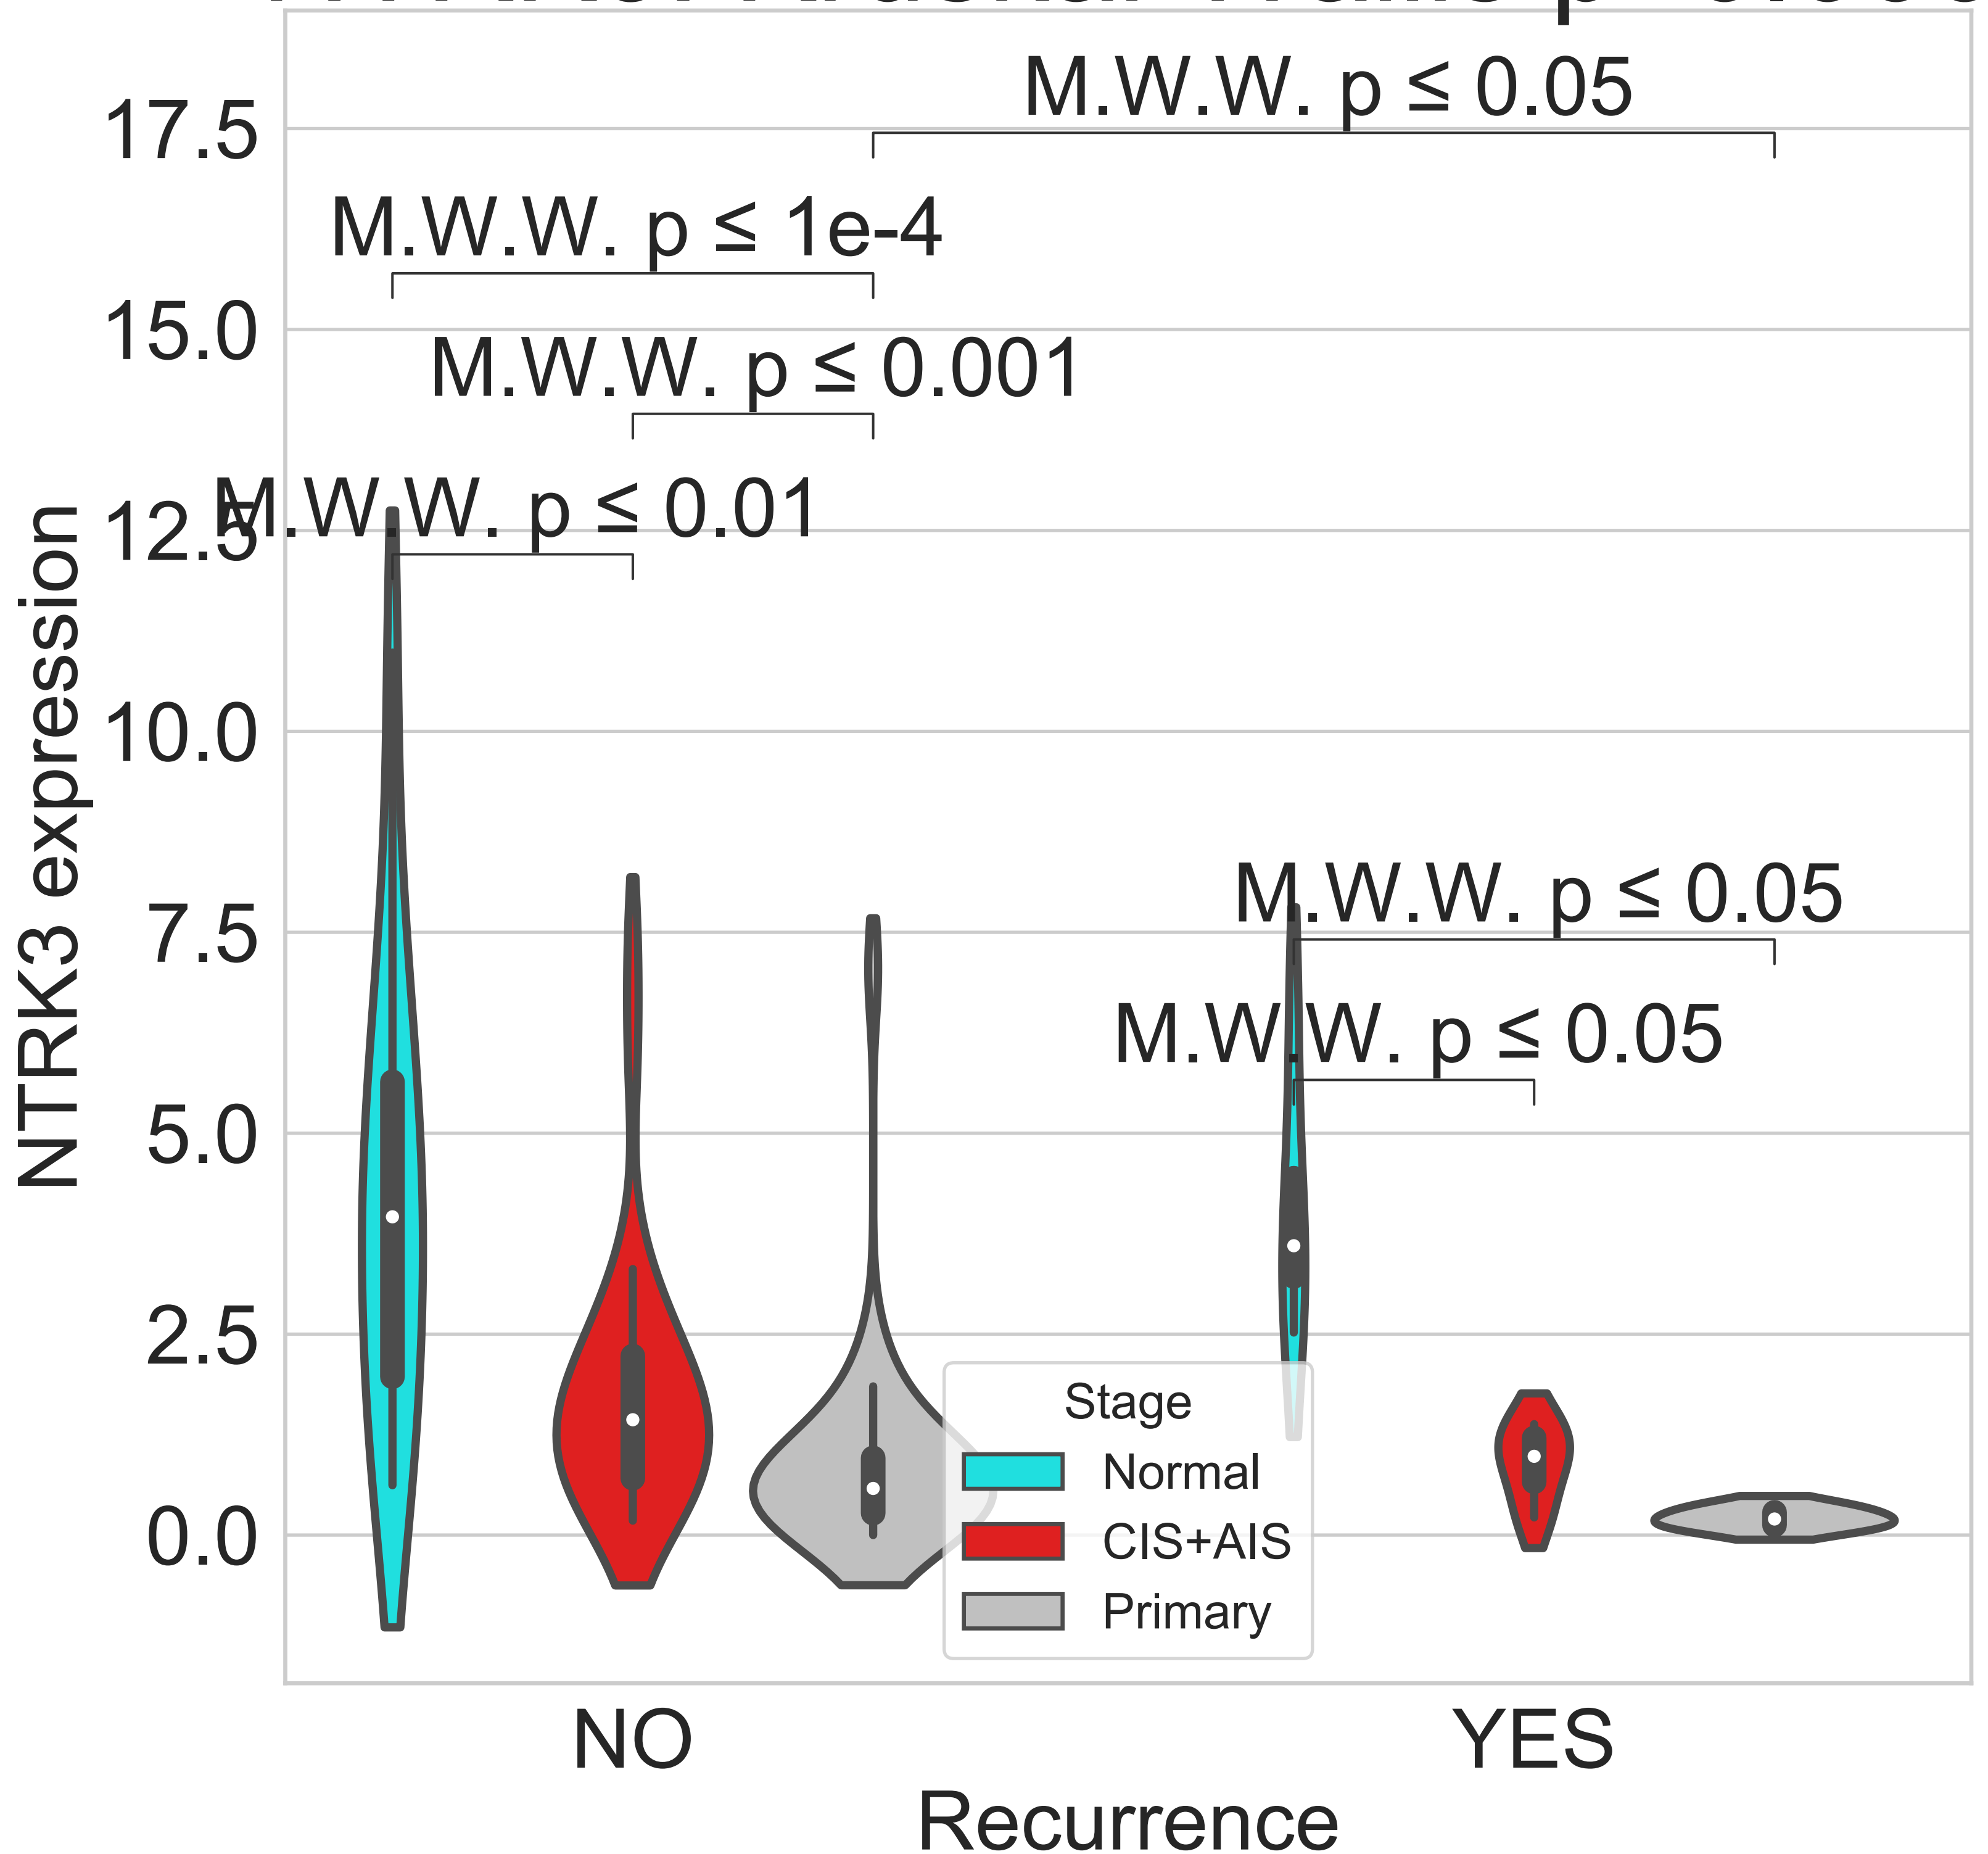 M.W.W. p ≤ 0.05
17.5
M.W.W. p ≤ 1e-4
15.0
M.W.W. p ≤ 0.001
M.W.W. p ≤ 0.01
12.5
10.0
M.W.W. p ≤ 0.05
7.5
M.W.W. p ≤ 0.05
5.0
2.5
0.0
NTRK3 expression
Stage
Normal
CIS+AIS
Primary
NO
YES
Recurrence